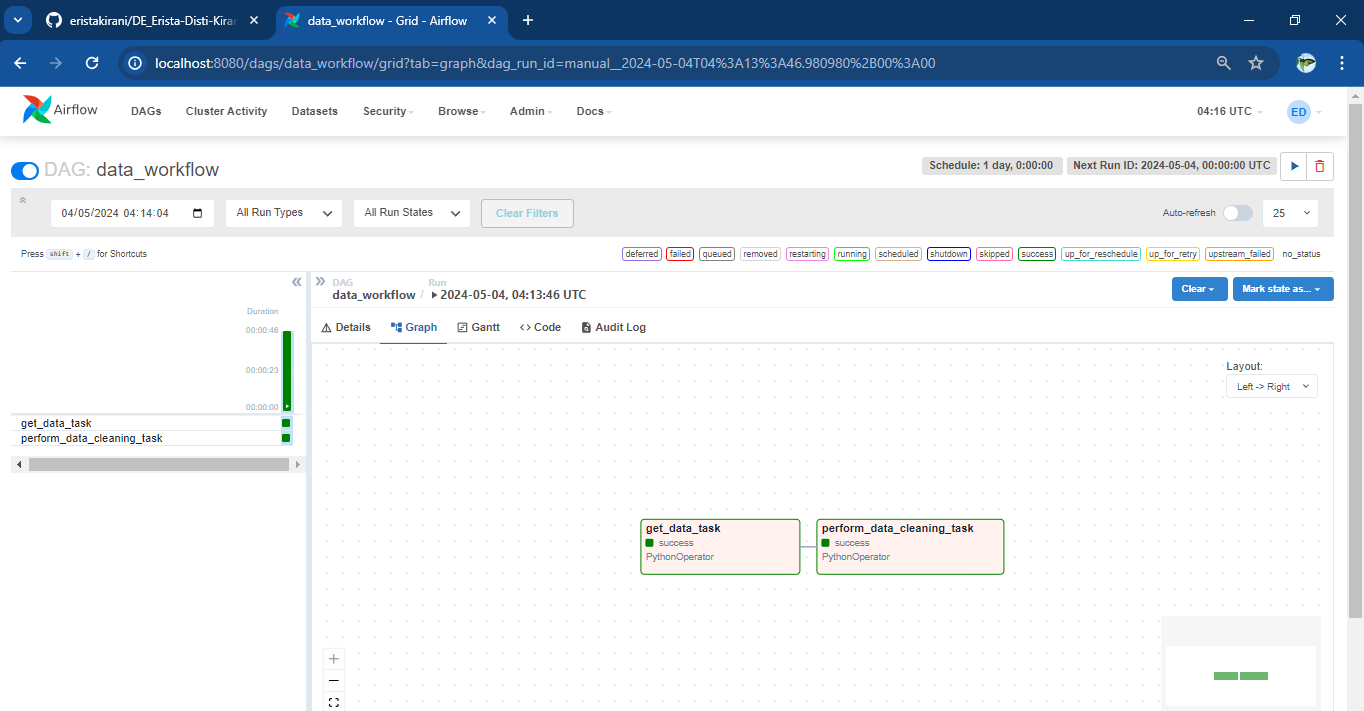 eristakirani/DE_Erista-Disti-Kiran
data_workflow - Grid - Airflow
localhost:8080/dags/data_workflow/grid?tab=graph&dag_run_id=manual__2024-05-04T04%3A13%3A46.980980%2B00%3A00
Airflow DAGs Cluster Activity Datasets Security Browse Admin Docs 04:16 UTC ED
DAG: data_workflow
Schedule: 1 day, 0:00:00 Next Run ID: 2024-05-04, 00:00:00 UTC
04/05/2024 04:14:04 All Run Types All Run States Clear Filters Auto-refresh 25
Press shift + / for Shortcuts
deferred failed queued removed restarting running scheduled shutdown skipped success up_for_reschedule up_for_retry upstream_failed no_status
DAG Run
data_workflow / 2024-05-04, 04:13:46 UTC
Clear Mark state as...
Duration
00:00:46
00:00:23
00:00:00
get_data_task
perform_data_cleaning_task
Details Graph Gantt Code Audit Log
Layout:
Left -> Right
get_data_task
success
PythonOperator
perform_data_cleaning_task
success
PythonOperator